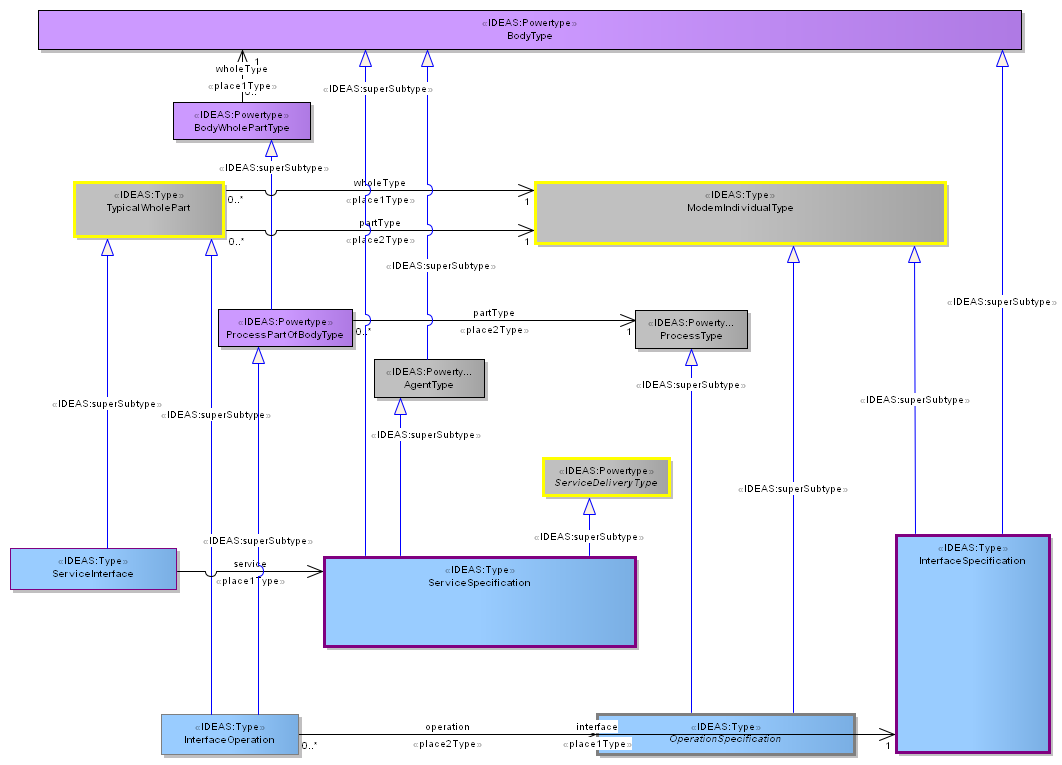 «IDEAS:Powertype»
BodyType
1
wholeType
«place1Type»
0..*
«IDEAS:superSubtype»
«IDEAS:Powertype»
BodyWholePartType
«IDEAS:superSubtype»
«IDEAS:Type»
TypicalWholePart
wholeType
0..*
«place1Type»
1
«IDEAS:Type»
ModemIndividualType
partType
0..*
«place2Type»
1
«IDEAS:superSubtype»
«IDEAS:superSubtype»
«IDEAS:Powertype»
ProcessPartOfBodyType
partType
0..*
«place2Type»
1
«IDEAS:Powerty...
ProcessType
«IDEAS:Powerty...
AgentType
«IDEAS:superSubtype»
«IDEAS:superSubtype»
«IDEAS:superSubtype»
«IDEAS:superSubtype»
«IDEAS:superSubtype»
«IDEAS:Powertype»
ServiceDeliveryType
«IDEAS:superSubtype»
«IDEAS:superSubtype»
«IDEAS:superSubtype»
«IDEAS:Type»
ServiceInterface
service
«place1Type»
«IDEAS:Type»
ServiceSpecification
«IDEAS:Type»
InterfaceSpecification
«IDEAS:Type»
InterfaceOperation
operation
0..*
«place2Type»
interface
«place1Type»
«IDEAS:Type»
OperationSpecification
1